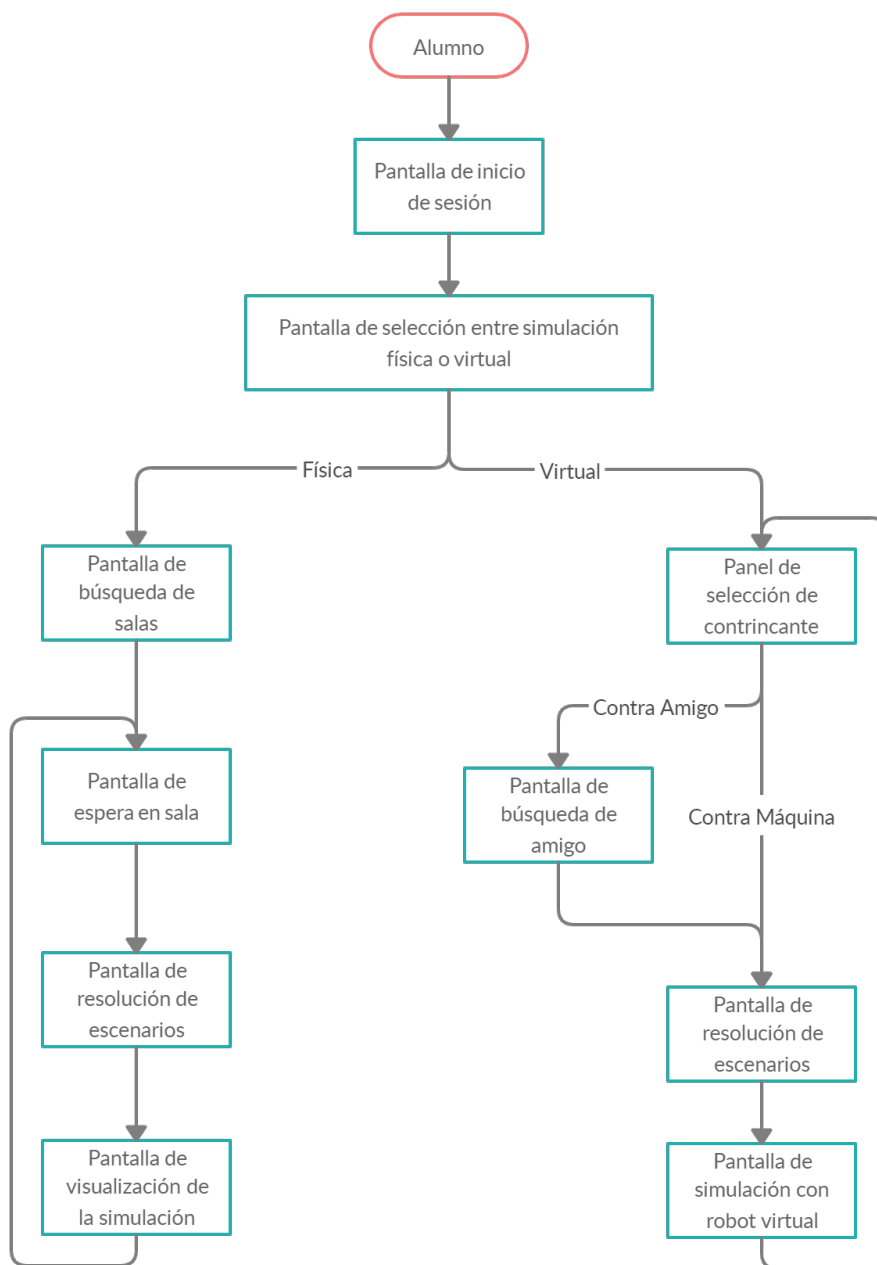 Alumno
Pantalla de inicio
de sesión
Pantalla de selección entre simulación
física o virtual
Física
Virtual
Pantalla de
búsqueda de
salas
Panel de
selección de
contrincante
Contra Amigo
Pantalla de
espera en sala
Pantalla de
búsqueda de
amigo
Contra Máquina
Pantalla de
resolución de
escenarios
Pantalla de
resolución de
escenarios
Pantalla de
visualización de
la simulación
Pantalla de
simulación con
robot virtual